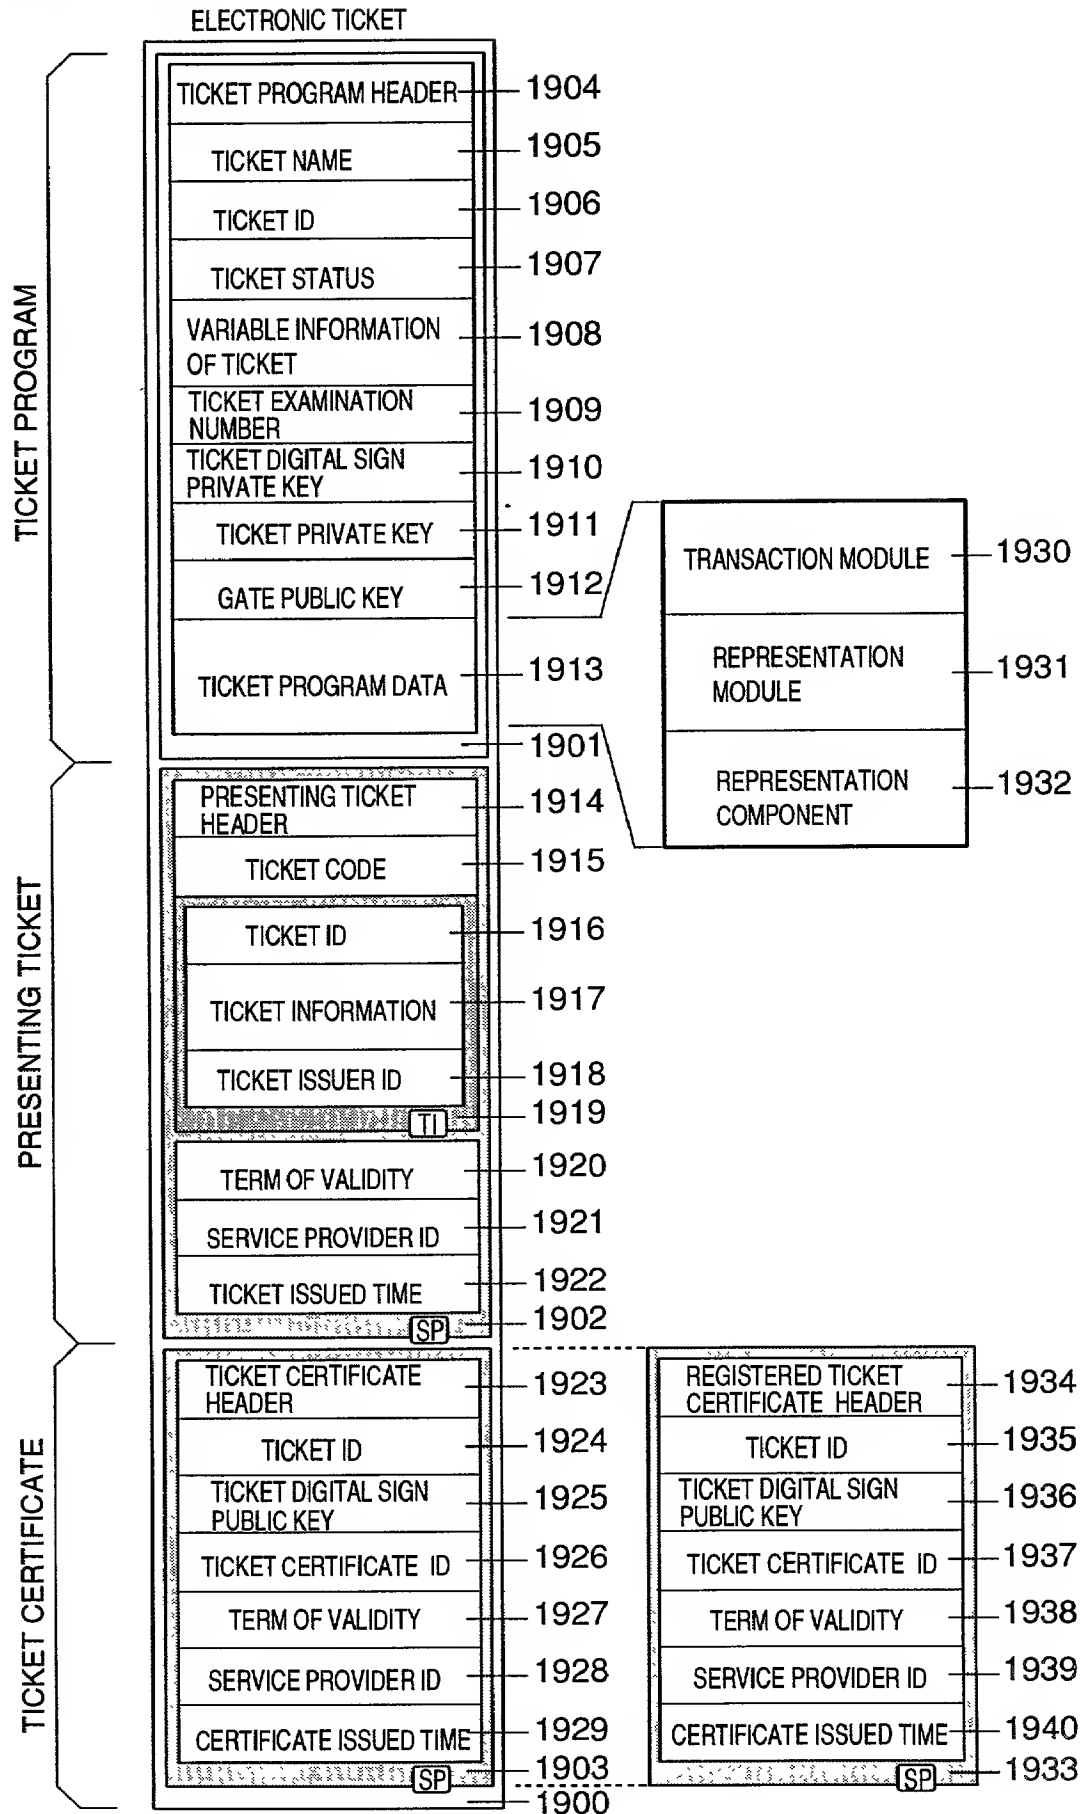 ELECTRONIC TICKET
TICKET PROGRAM
TICKET PROGRAM HEADER
1904
TICKET NAME
1905
TICKET ID
1906
TICKET STATUS
1907
VARIABLE INFORMATION
OF TICKET
1908
TICKET EXAMINATION
NUMBER
1909
TICKET DIGITAL SIGN
PRIVATE KEY
1910
TICKET PRIVATE KEY
1911
GATE PUBLIC KEY
1912
TICKET PROGRAM DATA
1913
1901
TRANSACTION MODULE
1930
REPRESENTATION
MODULE
1931
REPRESENTATION
COMPONENT
1932
PRESENTING TICKET
PRESENTING TICKET
HEADER
1914
TICKET CODE
1915
TICKET ID
1916
TICKET INFORMATION
1917
TICKET ISSUER ID
1918
TI
1919
TERM OF VALIDITY
1920
SERVICE PROVIDER ID
1921
TICKET ISSUED TIME
1922
SP
1902
TICKET CERTIFICATE
TICKET CERTIFICATE
HEADER
1923
TICKET ID
1924
TICKET DIGITAL SIGN
PUBLIC KEY
1925
TICKET CERTIFICATE ID
1926
TERM OF VALIDITY
1927
SERVICE PROVIDER ID
1928
CERTIFICATE ISSUED TIME
1929
SP
1903
1900
REGISTERED TICKET
CERTIFICATE HEADER
1934
TICKET ID
1935
TICKET DIGITAL SIGN
PUBLIC KEY
1936
TICKET CERTIFICATE ID
1937
TERM OF VALIDITY
1938
SERVICE PROVIDER ID
1939
CERTIFICATE ISSUED TIME
1940
SP
1933